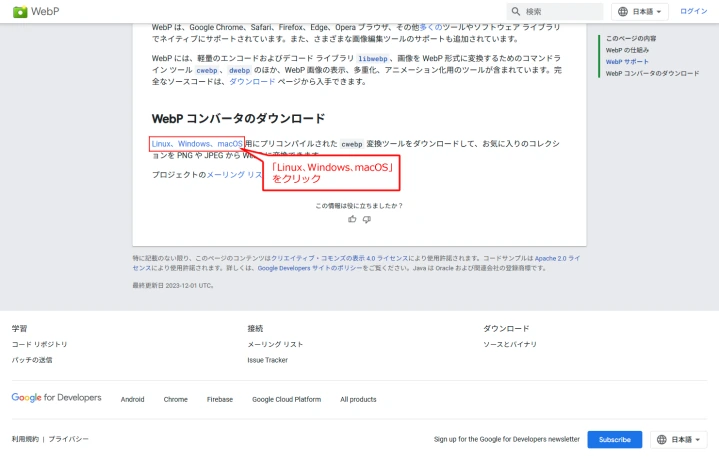 WebP
検索
日本語
ログイン
WebP は、Google Chrome、Safari、Firefox、Edge、Opera ブラウザ、その他多くのツールやソフトウェア ライブラリ
でネイティブにサポートされています。また、さまざまな画像編集ツールのサポートも追加されています。
WebP には、軽量のエンコードおよびデコード ライブラリ libwebp、画像を WebP 形式に変換するためのコマンドラ
イン ツール cwebp 、 dwebp のほか、WebP 画像の表示、多重化、アニメーション化用のツールが含まれています。完
全なソースコードは、ダウンロード ページから入手できます。
このページの内容
WebP の仕組み
WebP サポート
WebP コンバータのダウンロード
WebP コンバータのダウンロード
Linux、Windows、macOS 用にプリコンパイルされた cwebp 変換ツールをダウンロードして、お気に入りのコレクシ
ョンを PNG や JPEG から We
プロジェクトのメーリング リス
「Linux、Windows、macOS」
をクリック
この情報は役に立ちましたか？
特に記載のない限り、このページのコンテンツはクリエイティブ・コモンズの表示 4.0 ライセンスにより使用許諾されます。コードサンプルは Apache 2.0 ライ
センスにより使用許諾されます。詳しくは、Google Developers サイトのポリシーをご覧ください。Java は Oracle および関連会社の登録商標です。
最終更新日 2023-12-01 UTC。
学習
コード リポジトリ
パッチの送信
接続
メーリング リスト
Issue Tracker
ダウンロード
ソースとバイナリ
Google for Developers
Android
Chrome
Firebase
Google Cloud Platform
All products
利用規約 | プライバシー
Sign up for the Google for Developers newsletter
Subscribe
日本語